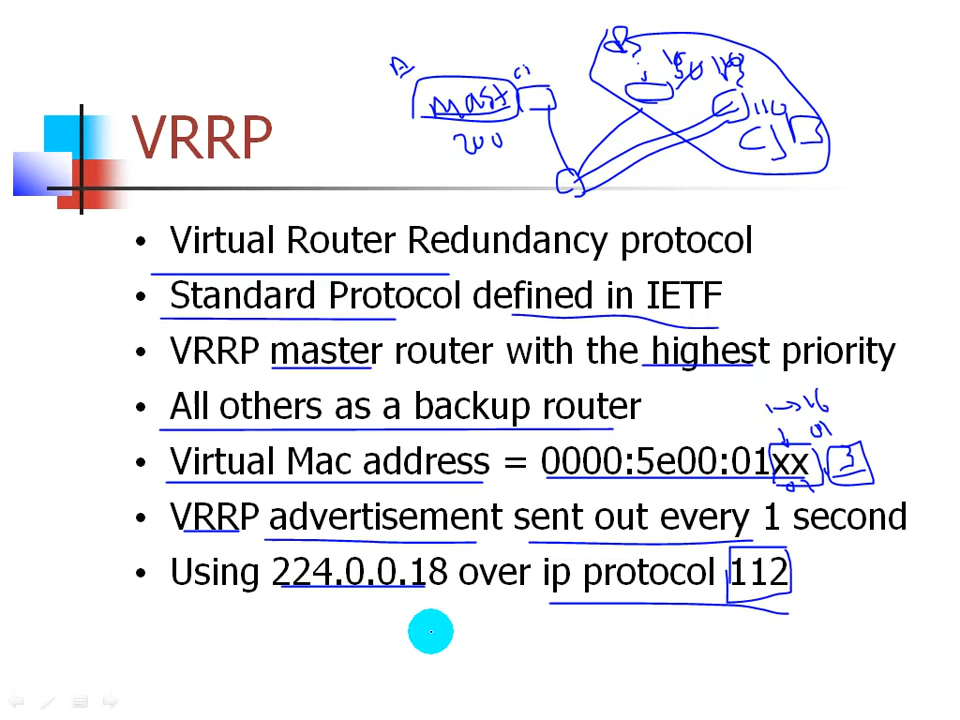 A
mast
200
VRRP
• Virtual Router Redundancy protocol
• Standard Protocol defined in IETF
• VRRP master router with the highest priority
• All others as a backup router
• Virtual Mac address = 0000:5e00:01xx
3
• VRRP advertisement sent out every 1 second
• Using 224.0.0.18 over ip protocol 112